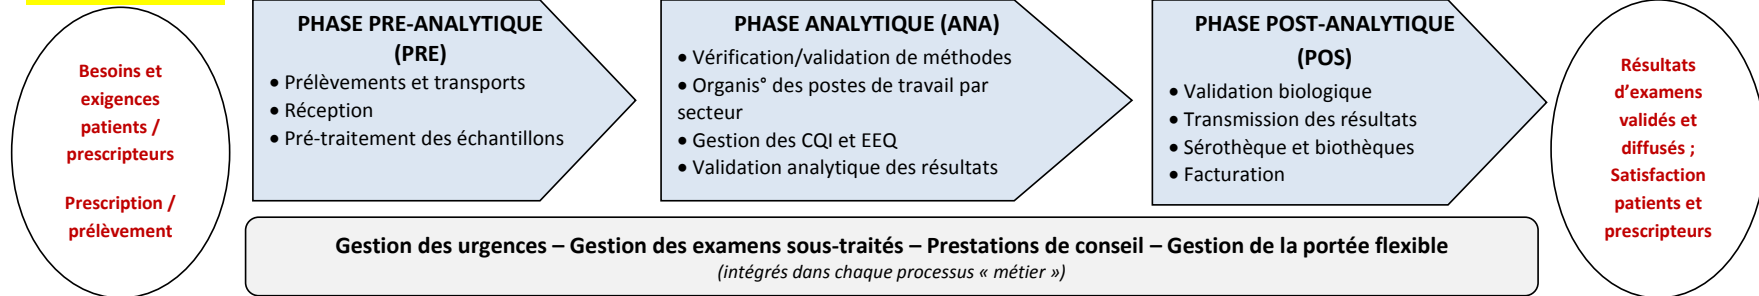 Besoins et
exigences
patients /
prescripteurs
Prescription /
prélèvement
PHASE PRE-ANALYTIQUE
(PRE)
• Prélèvements et transports
• Réception
• Pré-traitement des échantillons
PHASE ANALYTIQUE (ANA)
• Vérification/validation de méthodes
• Organis° des postes de travail par
secteur
• Gestion des CQI et EEQ
• Validation analytique des résultats
PHASE POST-ANALYTIQUE
(POS)
• Validation biologique
• Transmission des résultats
• Sérothèque et biothèques
• Facturation
Résultats
d’examens
validés et
diffusés ;
Satisfaction
patients et
prescripteurs
Gestion des urgences – Gestion des examens sous-traités – Prestations de conseil – Gestion de la portée flexible
(intégrés dans chaque processus « métier »)